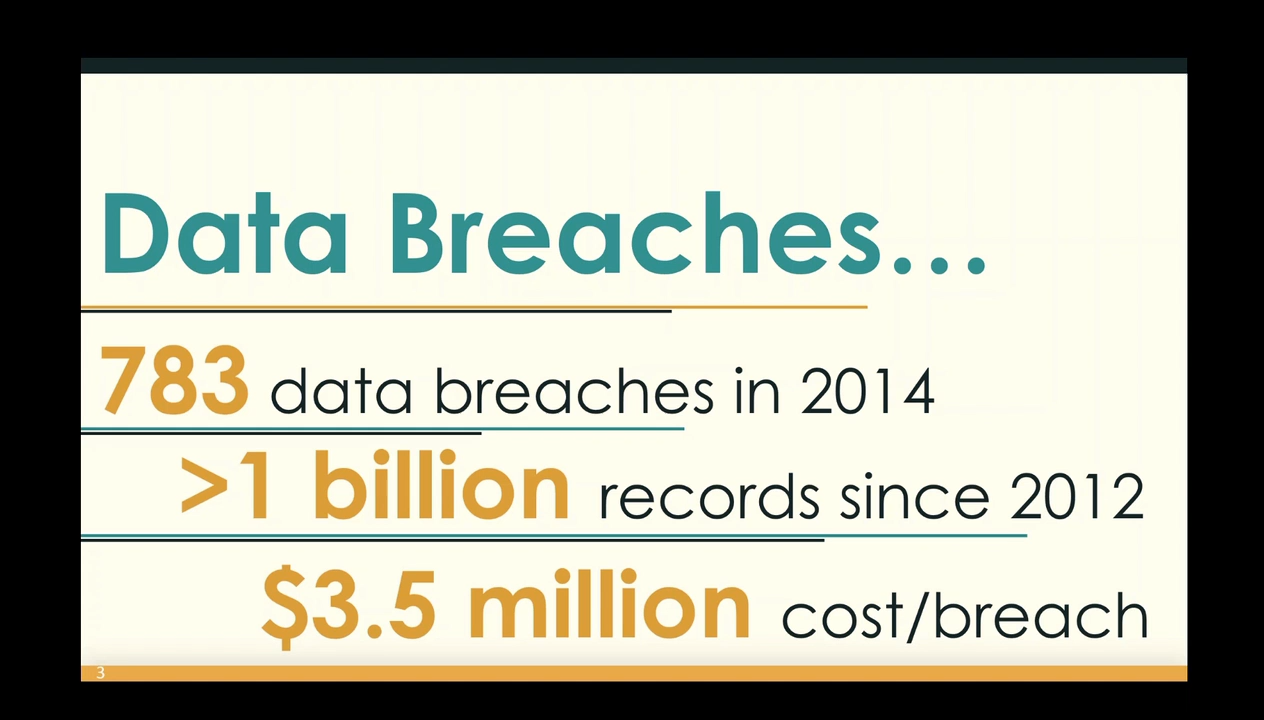 Data Breaches...
783 data breaches in 2014
>1 billion records since 2012
$3.5 million cost/breach
3